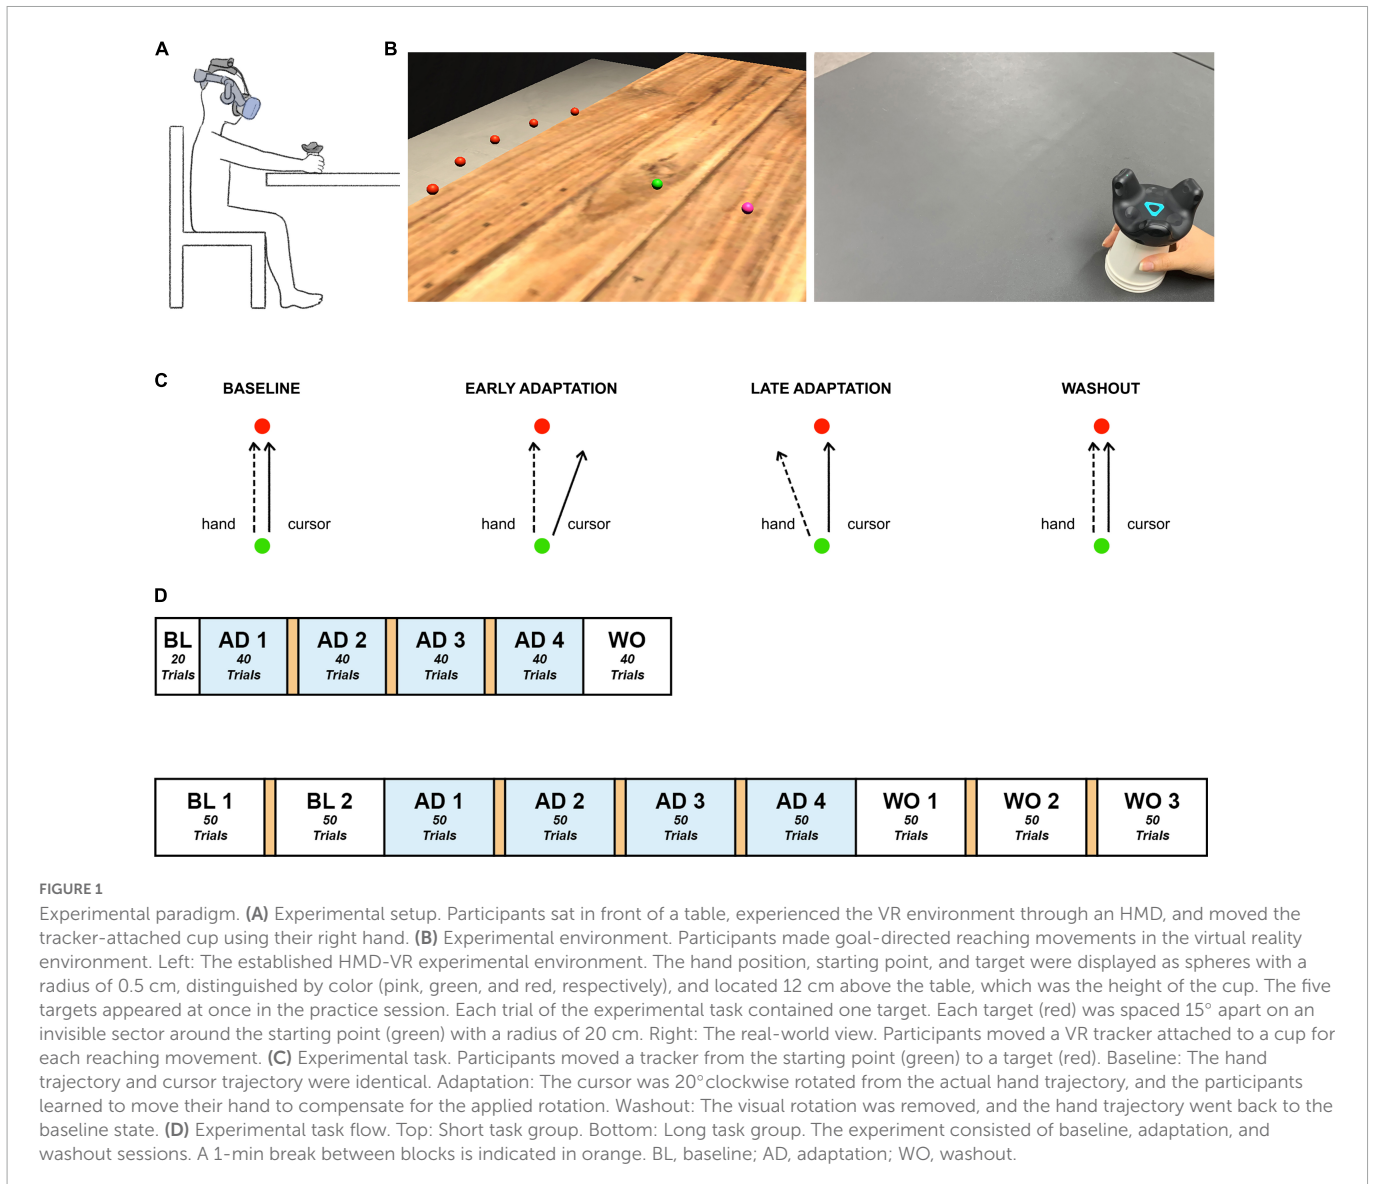 A
B
C
BASELINE
EARLY ADAPTATION
LATE ADAPTATION
WASHOUT
hand cursor
hand cursor
hand cursor
hand cursor
D
BL
20
Trials
AD 1
40
Trials
AD 2
40
Trials
AD 3
40
Trials
AD 4
40
Trials
WO
40
Trials
BL 1
50
Trials
BL 2
50
Trials
AD 1
50
Trials
AD 2
50
Trials
AD 3
50
Trials
AD 4
50
Trials
WO 1
50
Trials
WO 2
50
Trials
WO 3
50
Trials
FIGURE 1
Experimental paradigm. (A) Experimental setup. Participants sat in front of a table, experienced the VR environment through an HMD, and moved the
tracker-attached cup using their right hand. (B) Experimental environment. Participants made goal-directed reaching movements in the virtual reality
environment. Left: The established HMD-VR experimental environment. The hand position, starting point, and target were displayed as spheres with a
radius of 0.5 cm, distinguished by color (pink, green, and red, respectively), and located 12 cm above the table, which was the height of the cup. The five
targets appeared at once in the practice session. Each trial of the experimental task contained one target. Each target (red) was spaced 15° apart on an
invisible sector around the starting point (green) with a radius of 20 cm. Right: The real-world view. Participants moved a VR tracker attached to a cup for
each reaching movement. (C) Experimental task. Participants moved a tracker from the starting point (green) to a target (red). Baseline: The hand
trajectory and cursor trajectory were identical. Adaptation: The cursor was 20°clockwise rotated from the actual hand trajectory, and the participants
learned to move their hand to compensate for the applied rotation. Washout: The visual rotation was removed, and the hand trajectory went back to the
baseline state. (D) Experimental task flow. Top: Short task group. Bottom: Long task group. The experiment consisted of baseline, adaptation, and
washout sessions. A 1-min break between blocks is indicated in orange. BL, baseline; AD, adaptation; WO, washout.